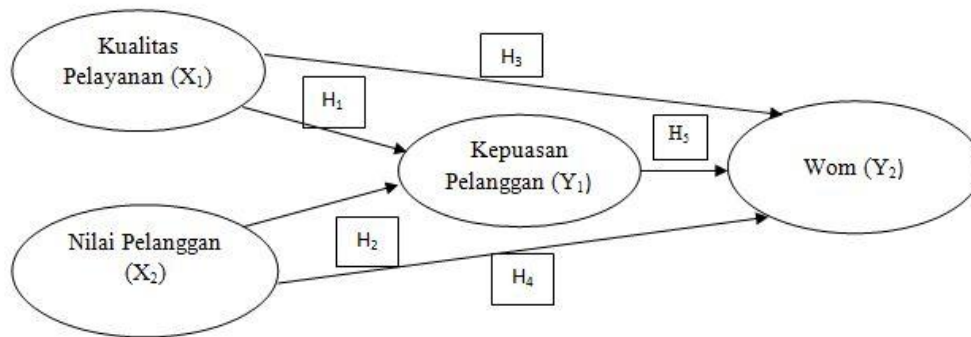 Kualitas
Pelayanan (X₁)
H₃
H₁
Kepuasan
Pelanggan (Y₁)
H₅
Wom (Y₂)
Nilai Pelanggan
(X₂)
H₂
H₄